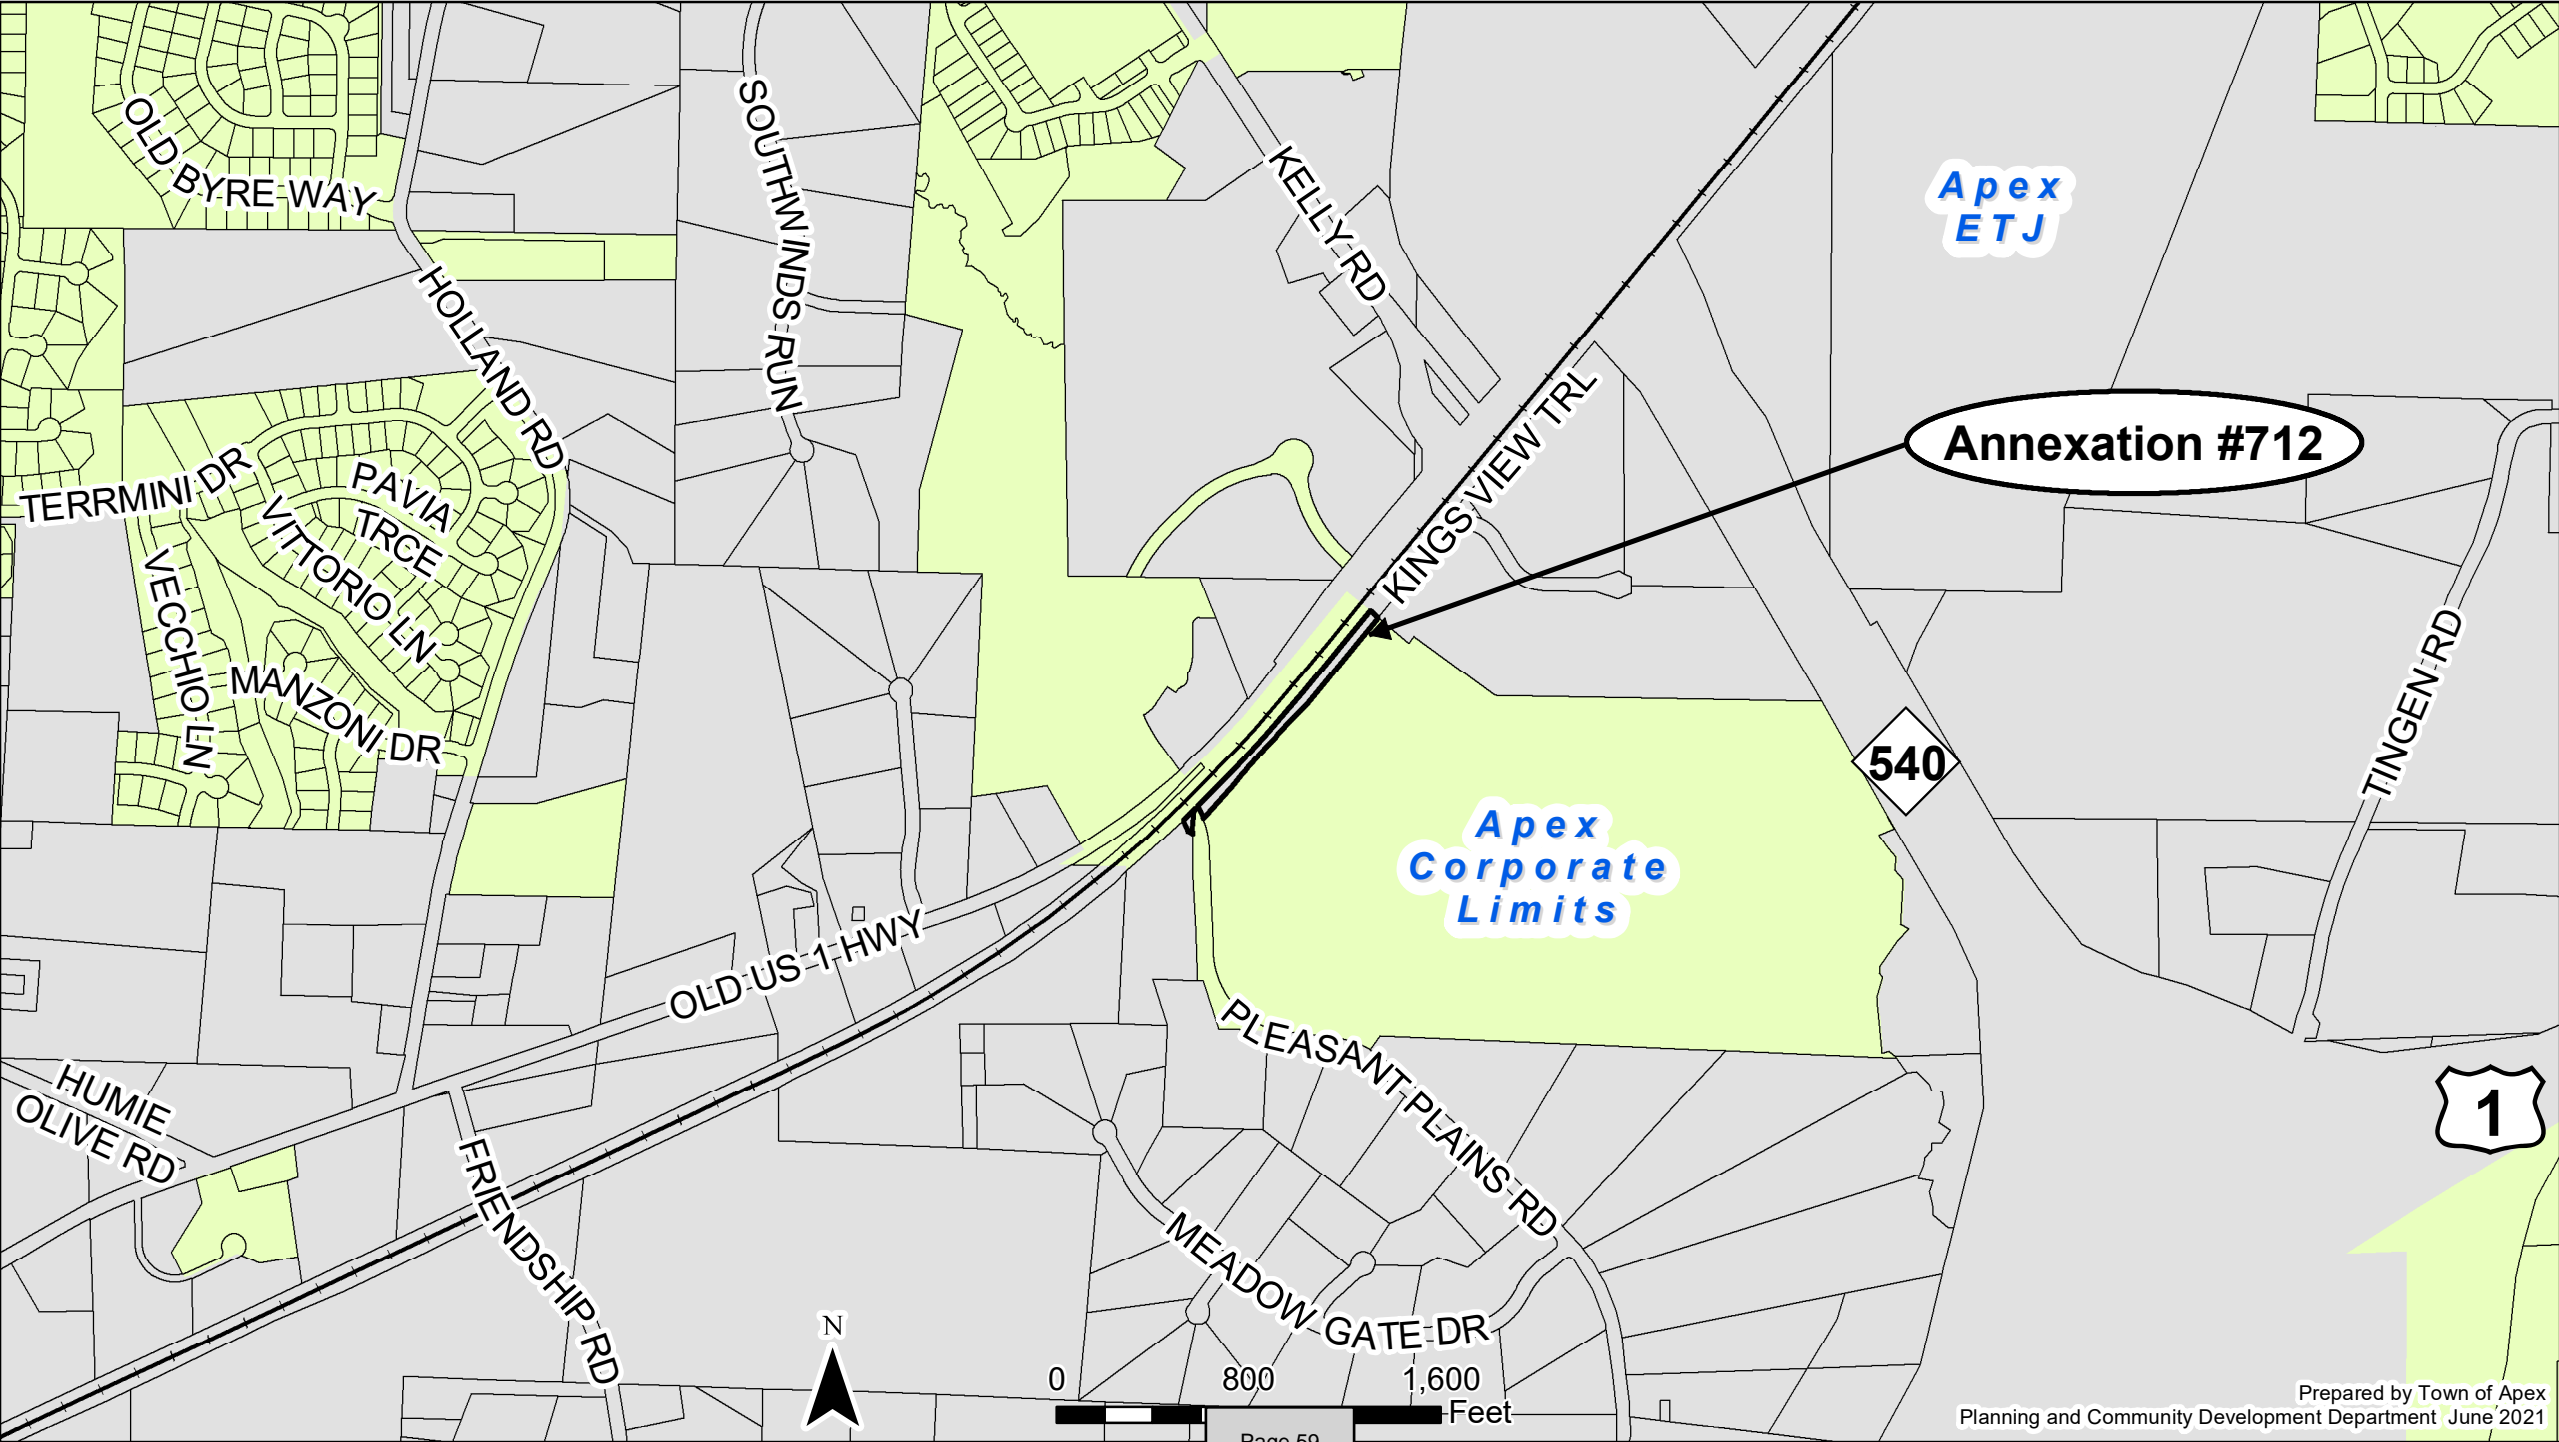 OLD BYRE WAY
SOUTHWINDS RUN
KELLY RD
Apex
ETJ
HOLLAND RD
KINGS VIEW TRL
Annexation #712
TERRMINI DR
PAVIA
TRCE
VITTORIO LN
VECCHIO LN
MANZONI DR
TINGEN RD
540
Apex
Corporate
Limits
OLD US 1 HWY
PLEASANT PLAINS RD
HUMIE
OLIVE RD
1
FRIENDSHIP RD
MEADOW GATE DR
N
0 800 1,600
Feet
Prepared by Town of Apex
Planning and Community Development Department June 2021
Page 59